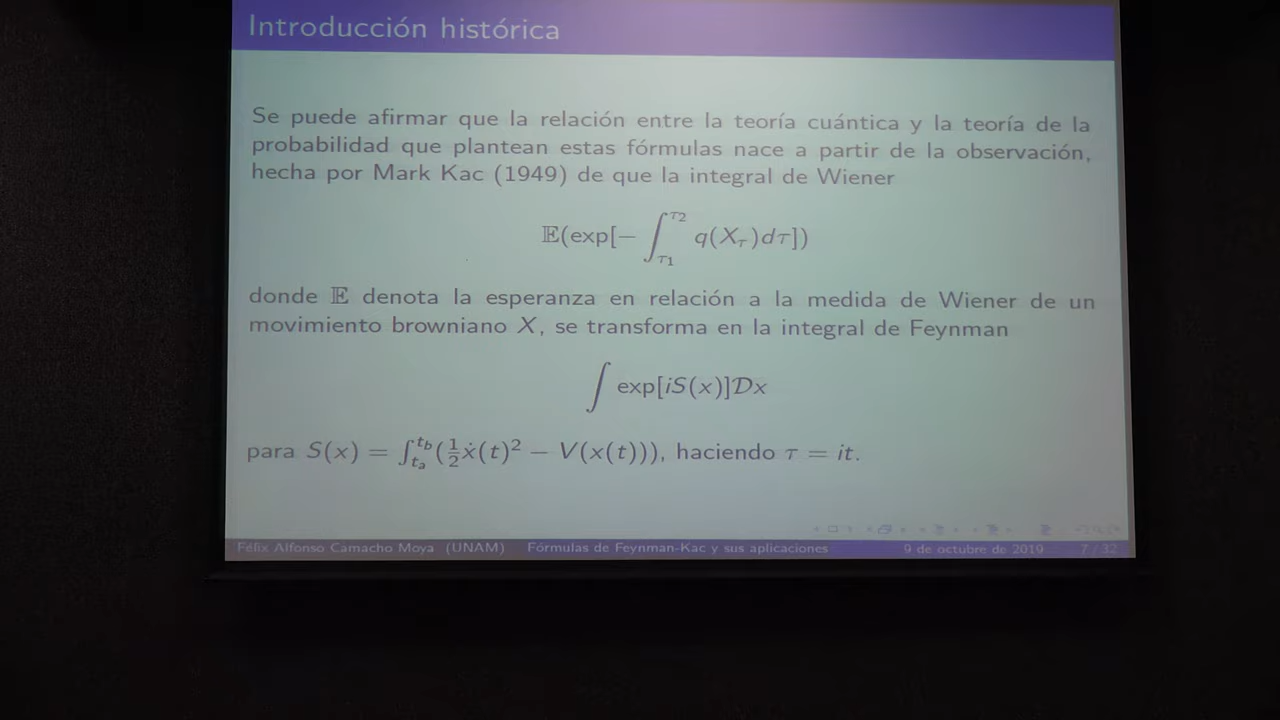 Introducción histórica
Se puede afirmar que la relación entre la teoría cuántica y la teoría de la
probabilidad que plantean estas fórmulas nace a partir de la observación,
hecha por Mark Kac (1949) de que la integral de Wiener
𝔼(exp[−∫_{τ1}^{τ2} q(X_τ)dτ])
donde 𝔼 denota la esperanza en relación a la medida de Wiener de un
movimiento browniano X, se transforma en la integral de Feynman
∫ exp[iS(x)]𝒟x
para S(x) = ∫_{t_a}^{t_b}(½ẋ(t)² − V(x(t))), haciendo τ = it.
Félix Alfonso Camacho Moya (UNAM) Fórmulas de Feynman-Kac y sus aplicaciones 9 de octubre de 2019 7 / 32